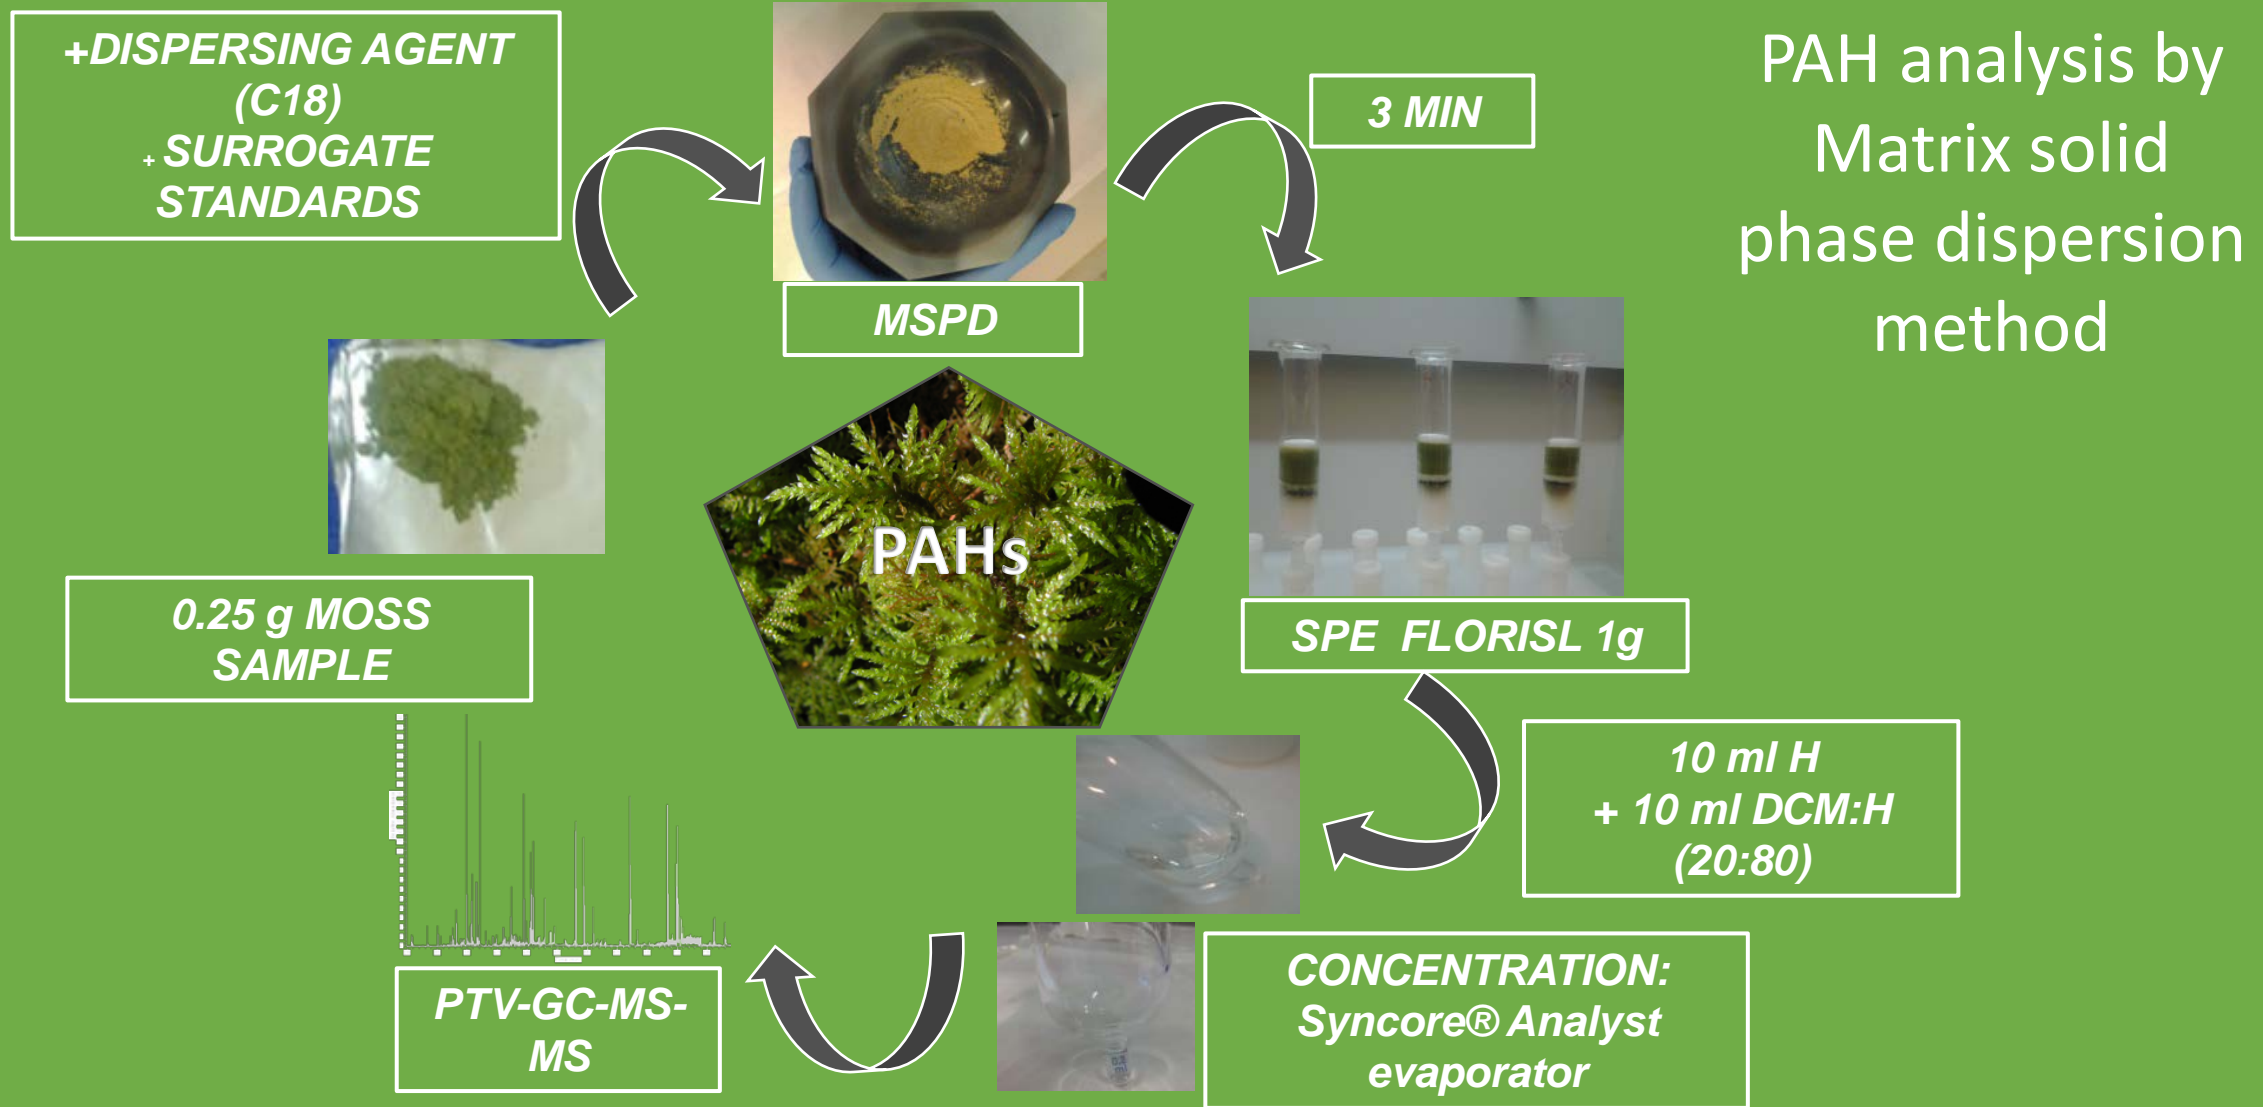 PAH analysis by
Matrix solid
phase dispersion
method
+DISPERSING AGENT
(C18)
+ SURROGATE
STANDARDS
3 MIN
MSPD
PAHs
0.25 g MOSS
SAMPLE
SPE FLORISL 1g
10 ml H
+ 10 ml DCM:H
(20:80)
CONCENTRATION:
Syncore® Analyst
evaporator
PTV-GC-MS-
MS